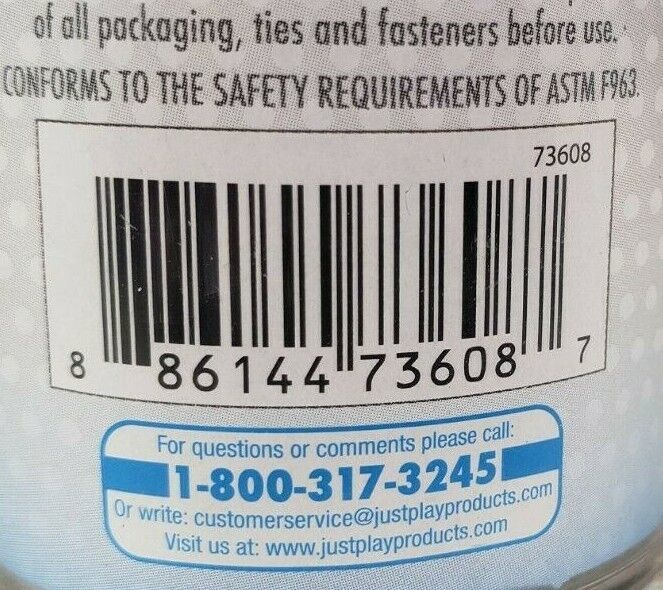 of all packaging, ties and fasteners before use.
CONFORMS TO THE SAFETY REQUIREMENTS OF ASTM F963.
73608
8 86144 73608 7
For questions or comments please call:
1-800-317-3245
Or write: customerservice@justplayproducts.com
Visit us at: www.justplayproducts.com